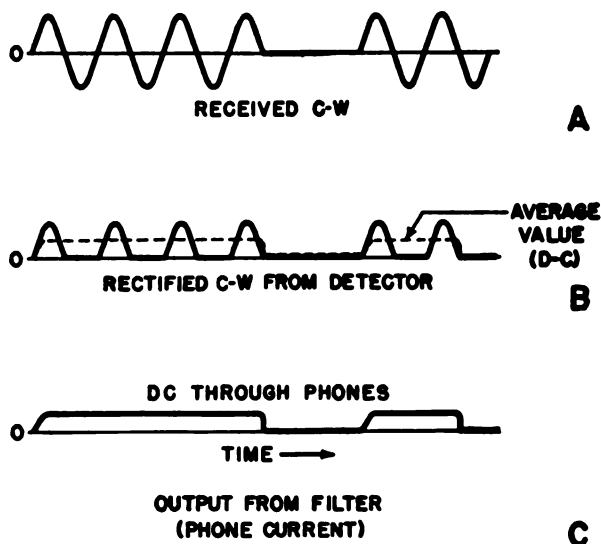 0
RECEIVED C-W
A
0
AVERAGE
VALUE
(D-C)
RECTIFIED C-W FROM DETECTOR
B
DC THROUGH PHONES
0
TIME
OUTPUT FROM FILTER
(PHONE CURRENT)
C